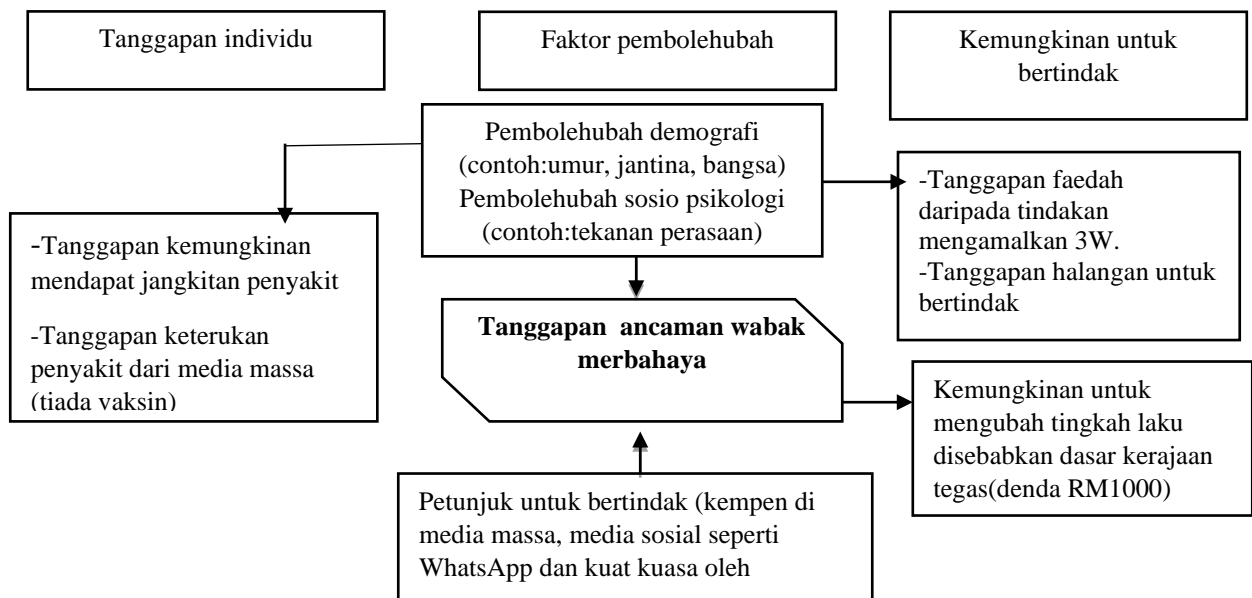 Tanggapan individu
Faktor pembolehubah
Kemungkinan untuk
bertindak
Pembolehubah demografi
(contoh:umur, jantina, bangsa)
Pembolehubah sosio psikologi
(contoh:tekanan perasaan)
-Tanggapan kemungkinan
mendapat jangkitan penyakit
-Tanggapan keterukan
penyakit dari media massa
(tiada vaksin)
-Tanggapan faedah
daripada tindakan
mengamalkan 3W.
-Tanggapan halangan untuk
bertindak
Tanggapan ancaman wabak
merbahaya
Kemungkinan untuk
mengubah tingkah laku
disebabkan dasar kerajaan
tegas(denda RM1000)
Petunjuk untuk bertindak (kempen di
media massa, media sosial seperti
WhatsApp dan kuat kuasa oleh